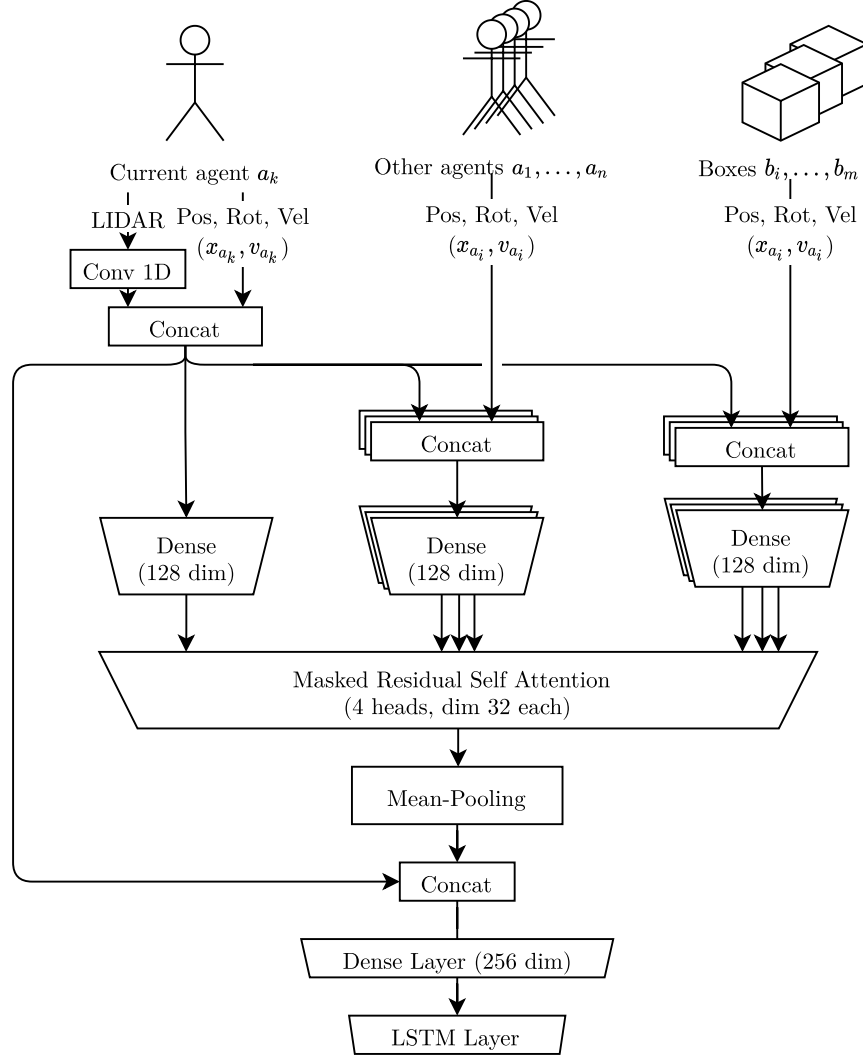 Current agent a_k
Other agents a_1, …, a_n
Boxes b_i, …, b_m
LIDAR
Pos, Rot, Vel
(x_{a_k}, v_{a_k})
Pos, Rot, Vel
(x_{a_i}, v_{a_i})
Pos, Rot, Vel
(x_{a_i}, v_{a_i})
Conv 1D
Concat
Concat
Concat
Dense
(128 dim)
Dense
(128 dim)
Dense
(128 dim)
Masked Residual Self Attention
(4 heads, dim 32 each)
Mean-Pooling
Concat
Dense Layer (256 dim)
LSTM Layer